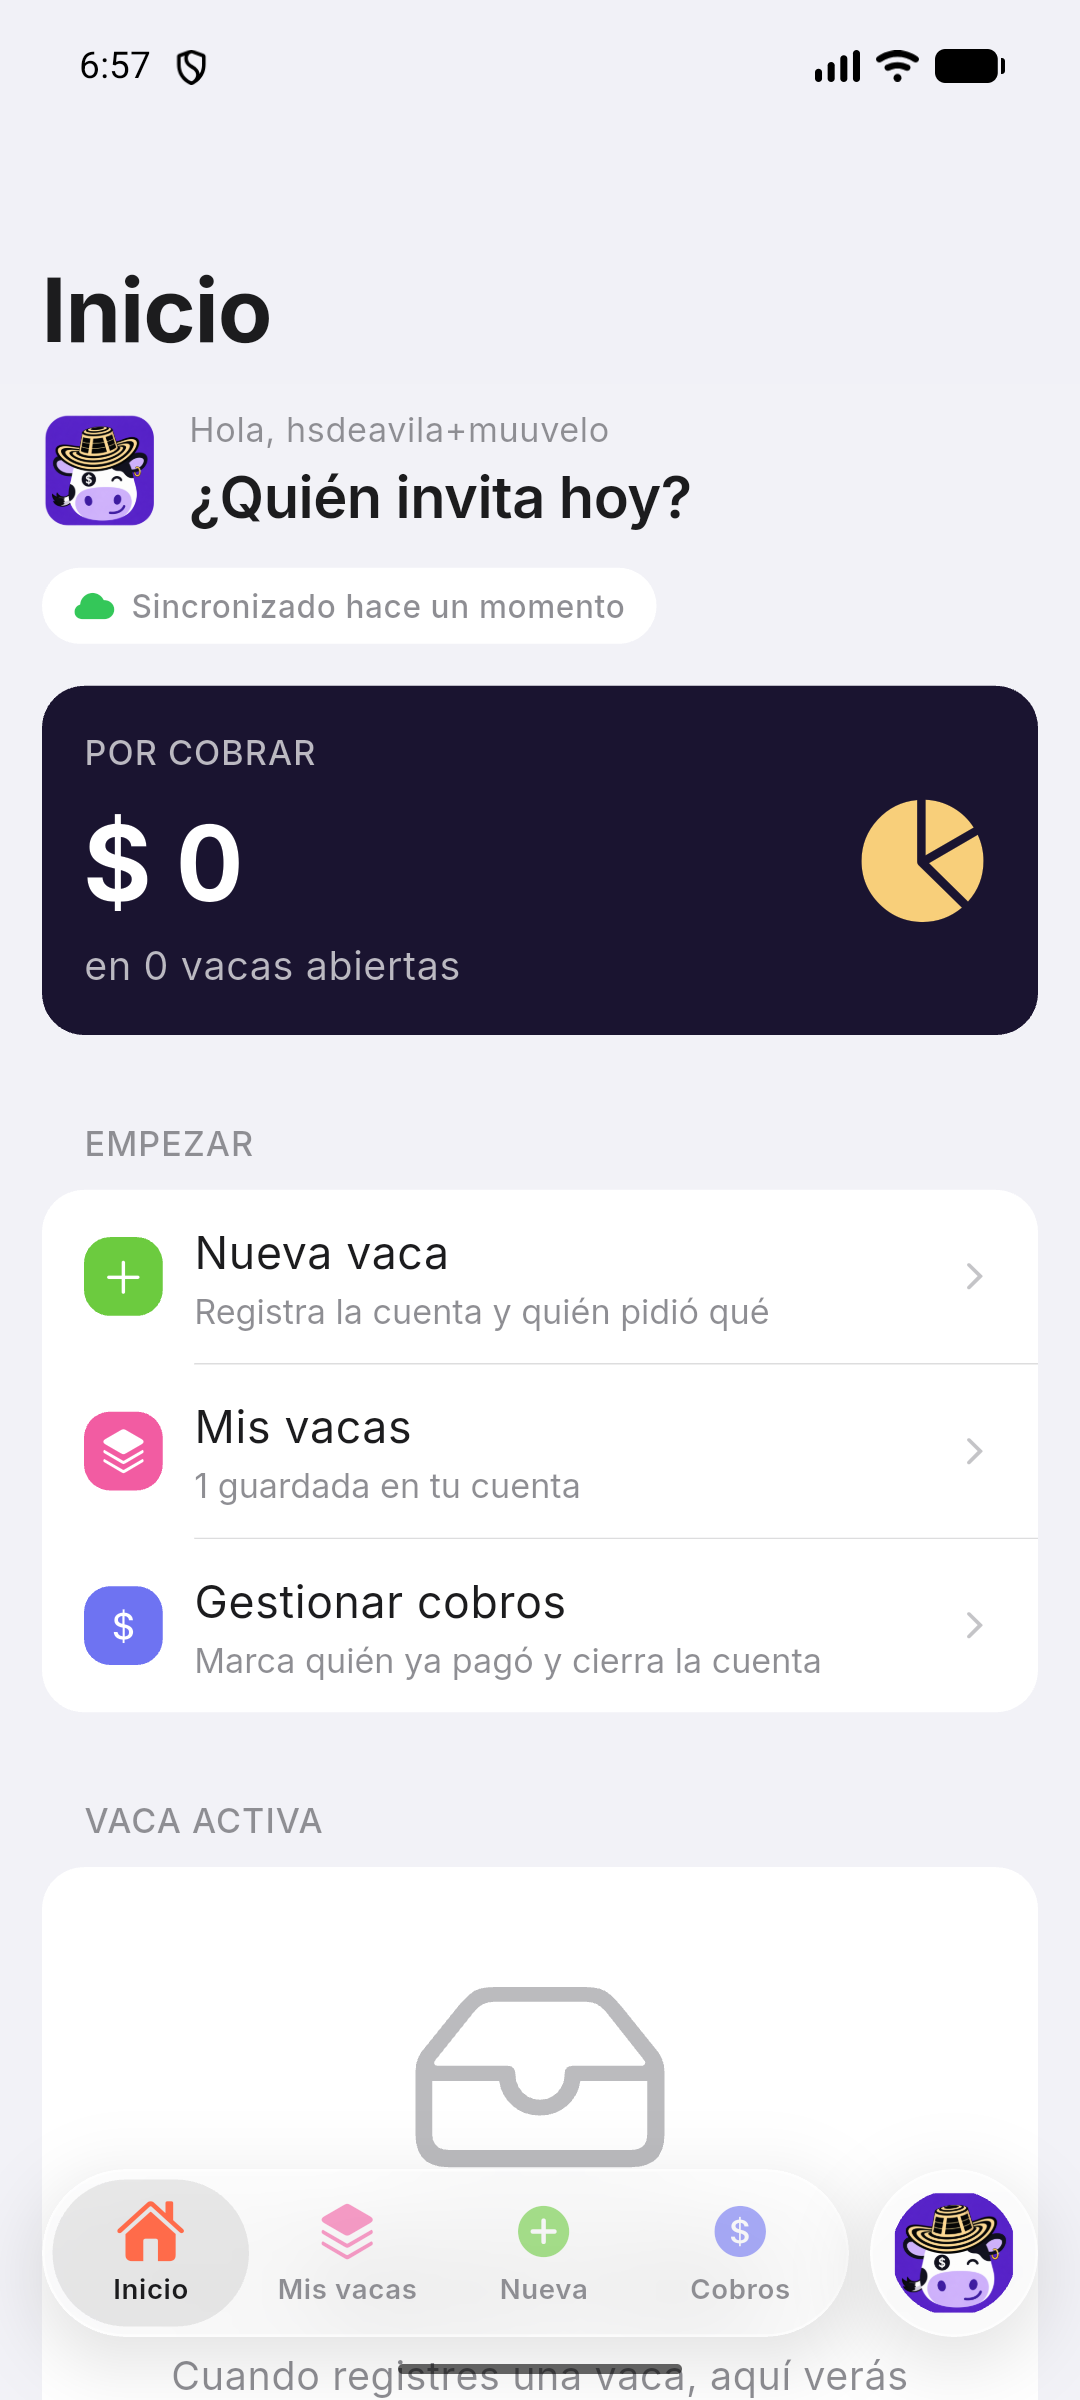 6:57
Inicio
Hola, hsdeavila+muuvelo
¿Quién invita hoy?
Sincronizado hace un momento
POR COBRAR
$ 0
en 0 vacas abiertas
EMPEZAR
Nueva vaca
Registra la cuenta y quién pidió qué
Mis vacas
1 guardada en tu cuenta
$
Gestionar cobros
Marca quién ya pagó y cierra la cuenta
VACA ACTIVA
$
Inicio
Mis vacas
Nueva
Cobros
Cuando registres una vaca, aquí verás